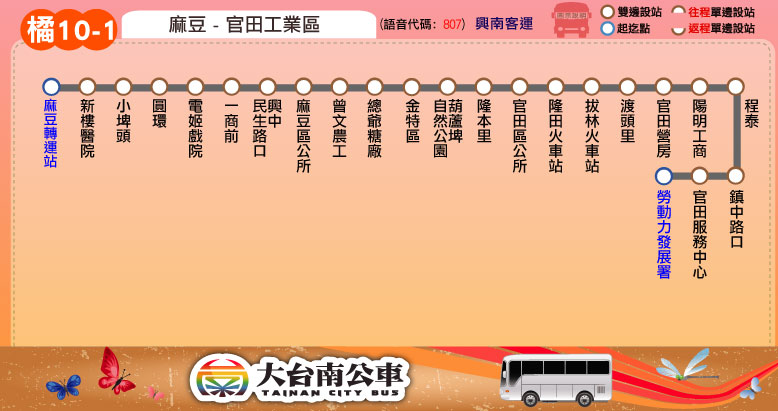 橘10-1
麻豆 - 官田工業區
(語音代碼: 807)
興南客運
雙邊設站
起迄點
往程單邊設站
返程單邊設站
麻豆轉運站
新樓醫院
小埤頭
圓環
電姬戲院
一商前
興中
民生路口
麻豆區公所
曾文農工
總爺糖廠
金特區
葫蘆埤
自然公園
隆本里
官田區公所
隆田火車站
拔林火車站
渡頭里
官田營房
陽明工商
程泰
鎮中路口
官田服務中心
勞動力發展署
大台南公車
TAINAN CITY BUS